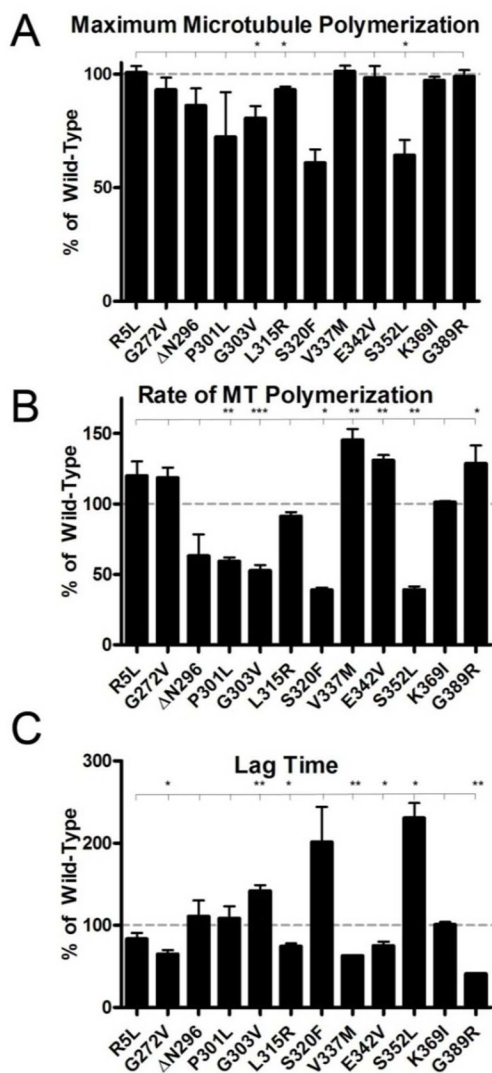 A
Maximum Microtubule Polymerization
* * *
100
50
0
% of Wild-Type
R5L G272V ΔN296 P301L G303V L315R S320F V337M E342V S352L K369I G389R
B
Rate of MT Polymerization
** *** * ** ** ** *
150
100
50
0
% of Wild-Type
R5L G272V ΔN296 P301L G303V L315R S320F V337M E342V S352L K369I G389R
C
Lag Time
* ** * ** * * **
300
200
100
0
% of Wild-Type
R5L G272V ΔN296 P301L G303V L315R S320F V337M E342V S352L K369I G389R